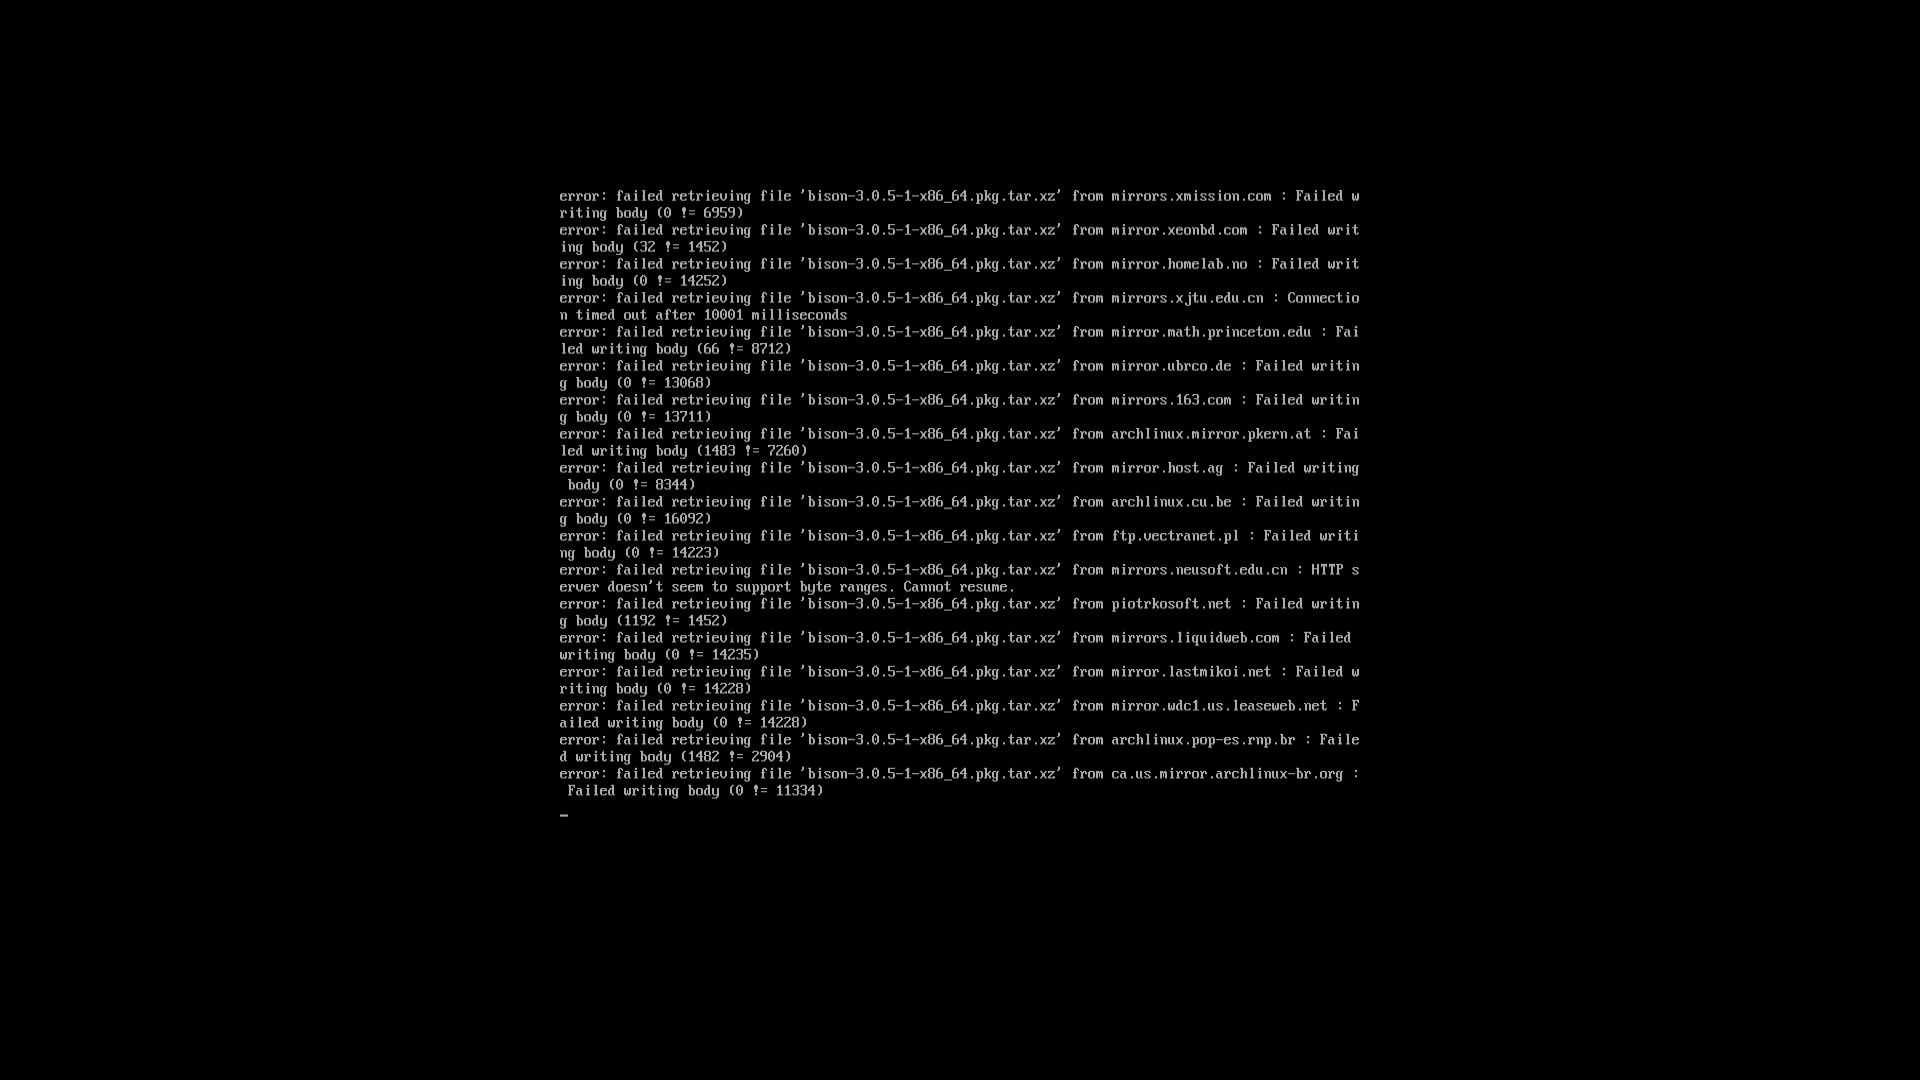 error: failed retrieving file 'bison-3.0.5-1-x86_64.pkg.tar.xz' from mirrors.xmission.com : Failed w
riting body (0 != 6959)
error: failed retrieving file 'bison-3.0.5-1-x86_64.pkg.tar.xz' from mirror.xeonbd.com : Failed writ
ing body (32 != 1452)
error: failed retrieving file 'bison-3.0.5-1-x86_64.pkg.tar.xz' from mirror.homelab.no : Failed writ
ing body (0 != 14252)
error: failed retrieving file 'bison-3.0.5-1-x86_64.pkg.tar.xz' from mirrors.xjtu.edu.cn : Connectio
n timed out after 10001 milliseconds
error: failed retrieving file 'bison-3.0.5-1-x86_64.pkg.tar.xz' from mirror.math.princeton.edu : Fai
led writing body (66 != 8712)
error: failed retrieving file 'bison-3.0.5-1-x86_64.pkg.tar.xz' from mirror.ubrco.de : Failed writin
g body (0 != 13068)
error: failed retrieving file 'bison-3.0.5-1-x86_64.pkg.tar.xz' from mirrors.163.com : Failed writin
g body (0 != 13711)
error: failed retrieving file 'bison-3.0.5-1-x86_64.pkg.tar.xz' from archlinux.mirror.pkern.at : Fai
led writing body (1483 != 7260)
error: failed retrieving file 'bison-3.0.5-1-x86_64.pkg.tar.xz' from mirror.host.ag : Failed writing
 body (0 != 8344)
error: failed retrieving file 'bison-3.0.5-1-x86_64.pkg.tar.xz' from archlinux.cu.be : Failed writin
g body (0 != 16092)
error: failed retrieving file 'bison-3.0.5-1-x86_64.pkg.tar.xz' from ftp.vectranet.pl : Failed writi
ng body (0 != 14223)
error: failed retrieving file 'bison-3.0.5-1-x86_64.pkg.tar.xz' from mirrors.neusoft.edu.cn : HTTP s
erver doesn't seem to support byte ranges. Cannot resume.
error: failed retrieving file 'bison-3.0.5-1-x86_64.pkg.tar.xz' from piotrkosoft.net : Failed writin
g body (1192 != 1452)
error: failed retrieving file 'bison-3.0.5-1-x86_64.pkg.tar.xz' from mirrors.liquidweb.com : Failed
writing body (0 != 14235)
error: failed retrieving file 'bison-3.0.5-1-x86_64.pkg.tar.xz' from mirror.lastmikoi.net : Failed w
riting body (0 != 14228)
error: failed retrieving file 'bison-3.0.5-1-x86_64.pkg.tar.xz' from mirror.wdc1.us.leaseweb.net : F
ailed writing body (0 != 14228)
error: failed retrieving file 'bison-3.0.5-1-x86_64.pkg.tar.xz' from archlinux.pop-es.rnp.br : Faile
d writing body (1482 != 2904)
error: failed retrieving file 'bison-3.0.5-1-x86_64.pkg.tar.xz' from ca.us.mirror.archlinux-br.org :
 Failed writing body (0 != 11334)